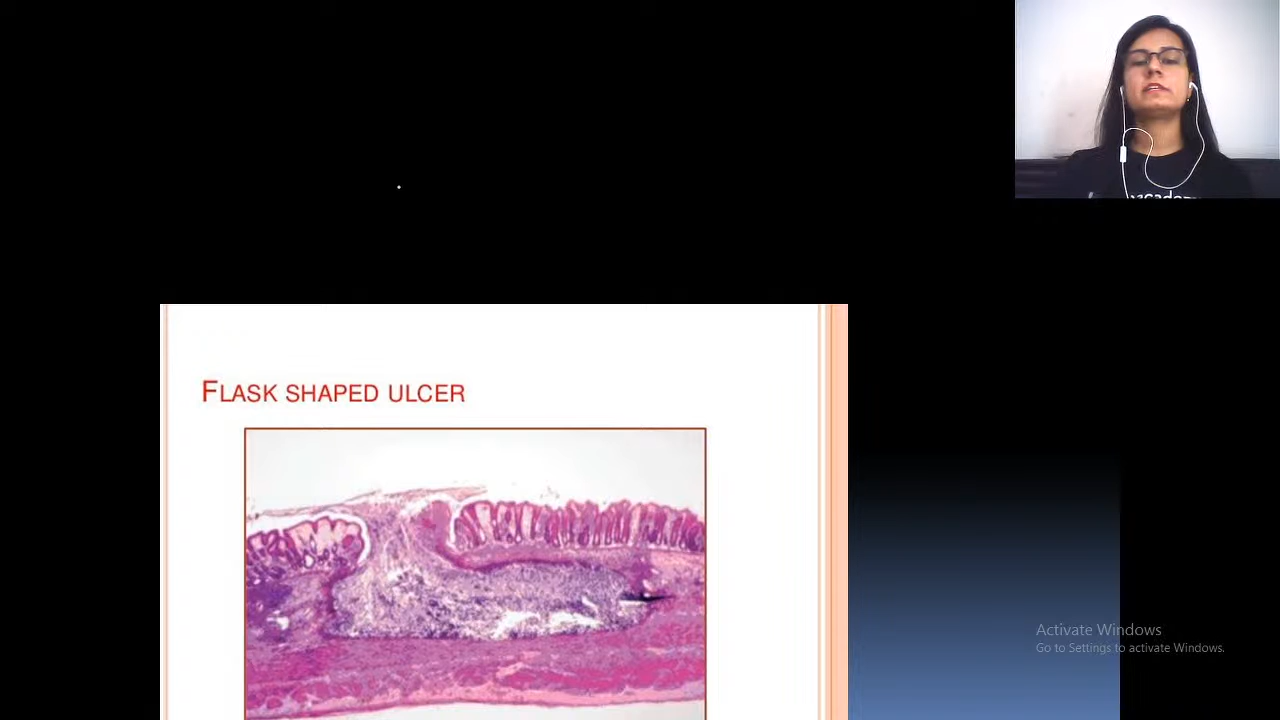 FLASK SHAPED ULCER
Activate Windows
Go to Settings to activate Windows.